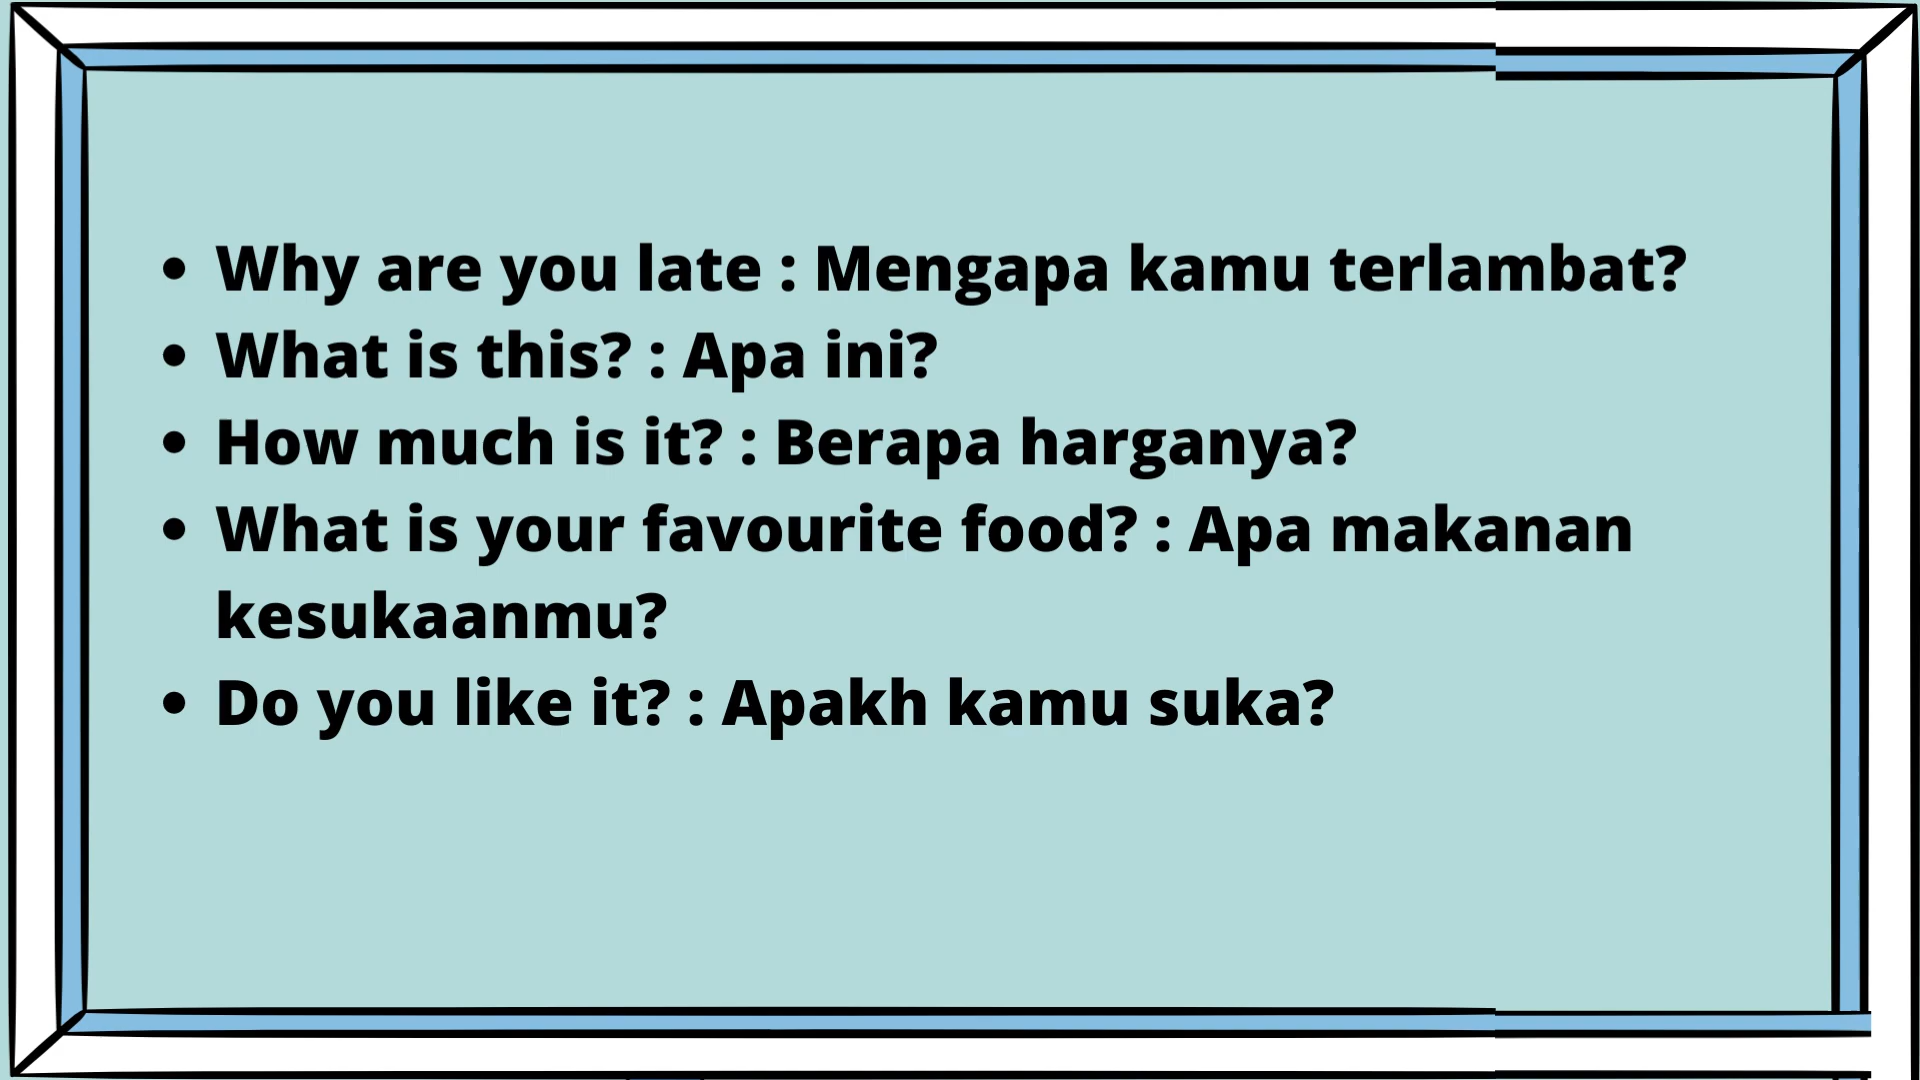 • Why are you late : Mengapa kamu terlambat?
• What is this? : Apa ini?
• How much is it? : Berapa harganya?
• What is your favourite food? : Apa makanan
kesukaanmu?
• Do you like it? : Apakh kamu suka?